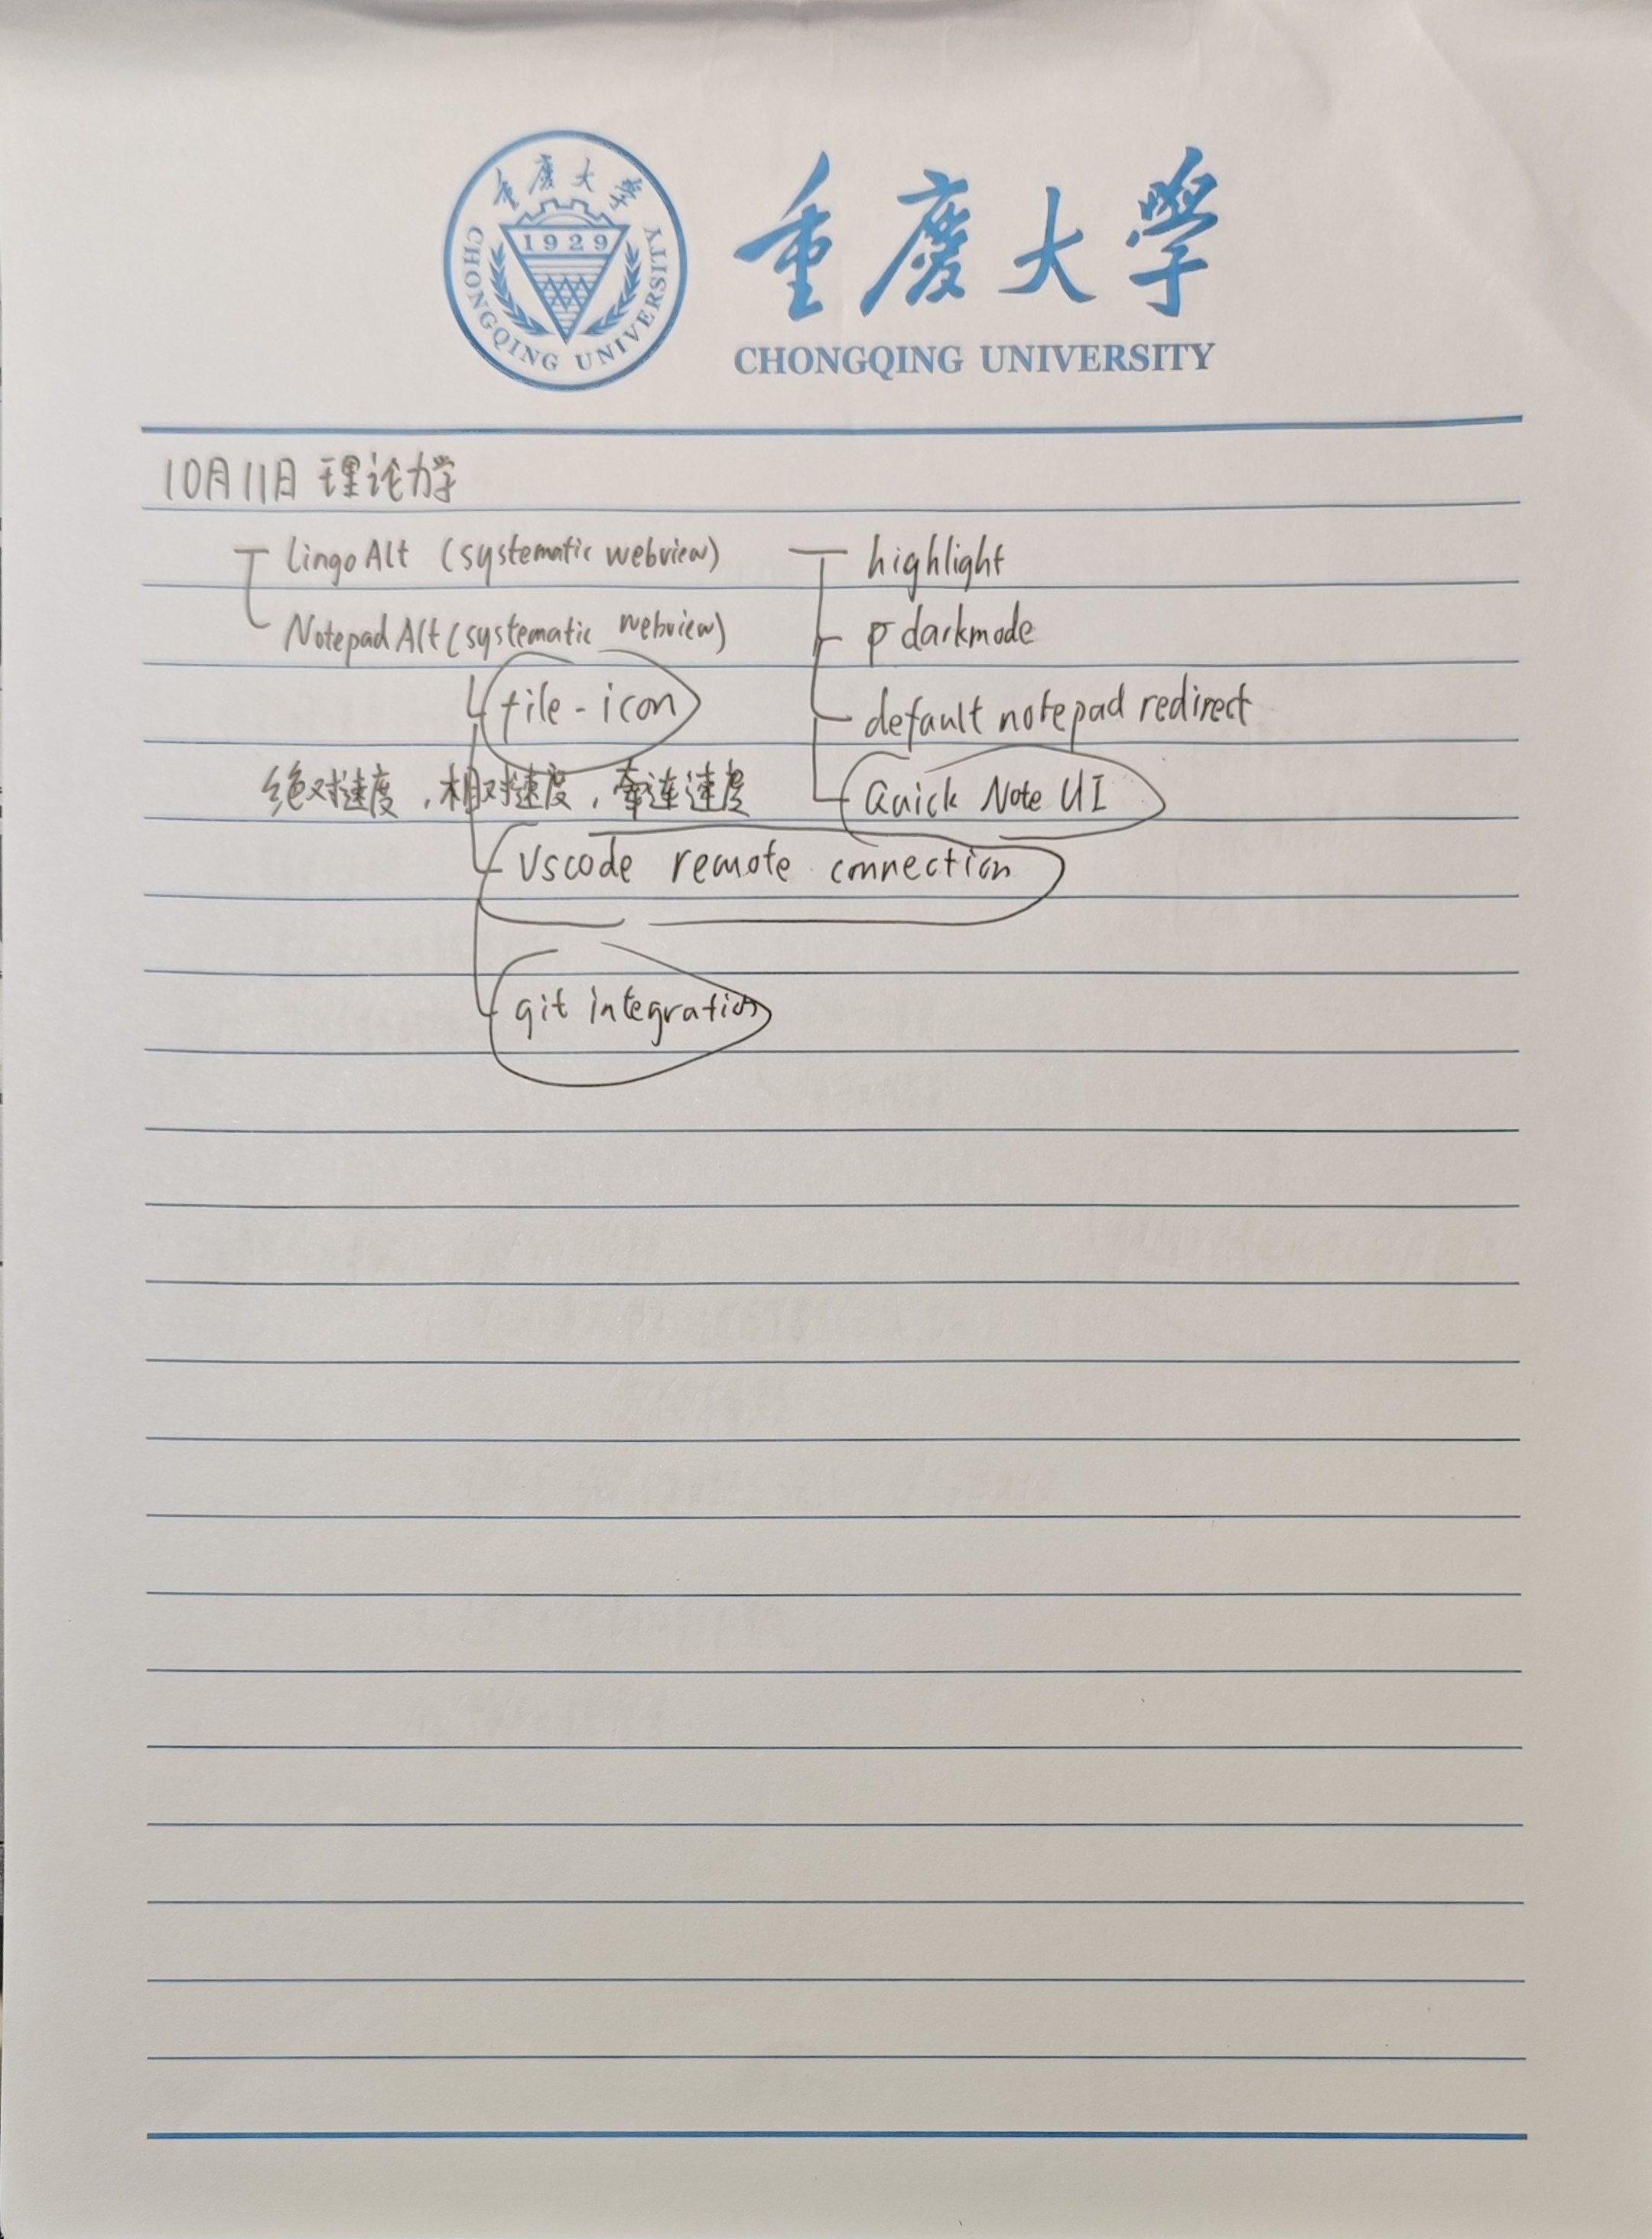 重慶大學
1929
CHONGQING UNIVERSITY
重慶大學
CHONGQING UNIVERSITY
10月11日 理论力学
LingoAlt (systematic webview)
highlight
NotepadAlt (systematic webview)
darkmode
file-icon
default notepad redirect
绝对速度，相对速度，牵连速度
Quick Note UI
Vscode remote connection
git integration